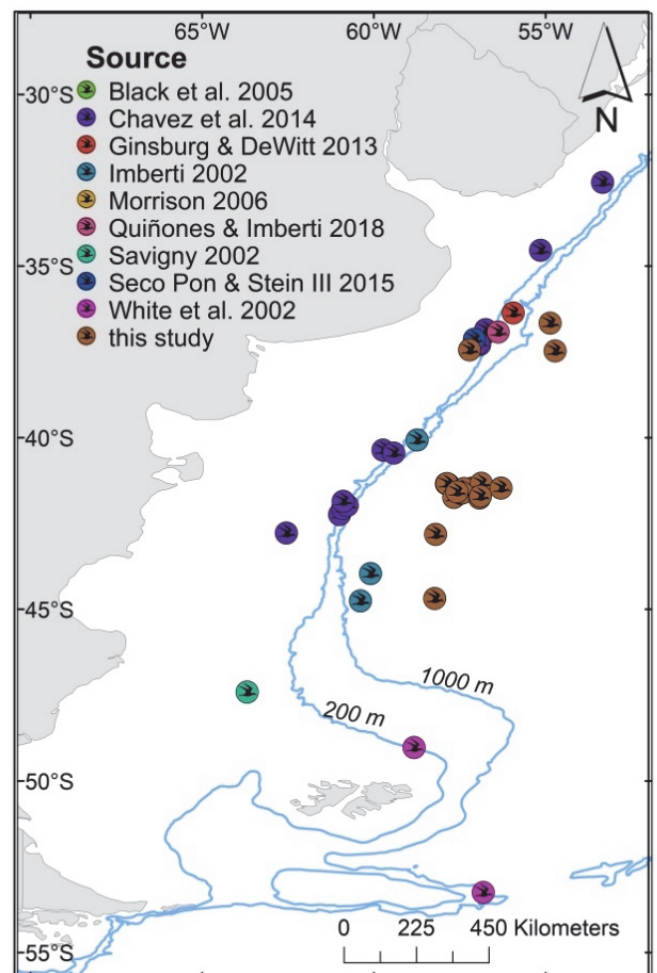 65°W 60°W 55°W
Source
Black et al. 2005
Chavez et al. 2014
Ginsburg & DeWitt 2013
Imberti 2002
Morrison 2006
Quiñones & Imberti 2018
Savigny 2002
Seco Pon & Stein III 2015
White et al. 2002
this study
N
30°S
35°S
40°S
45°S
1000 m
200 m
50°S
0 225 450 Kilometers
55°S